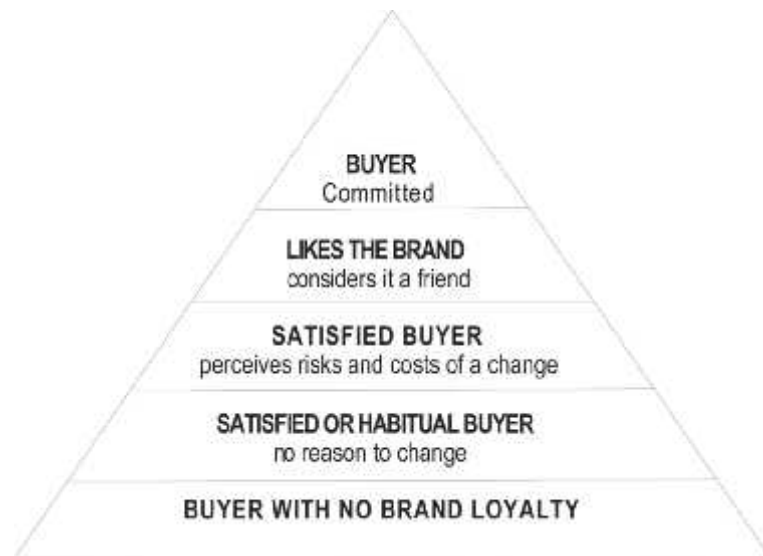 BUYER
Committed
LIKES THE BRAND
considers it a friend
SATISFIED BUYER
perceives risks and costs of a change
SATISFIED OR HABITUAL BUYER
no reason to change
BUYER WITH NO BRAND LOYALTY